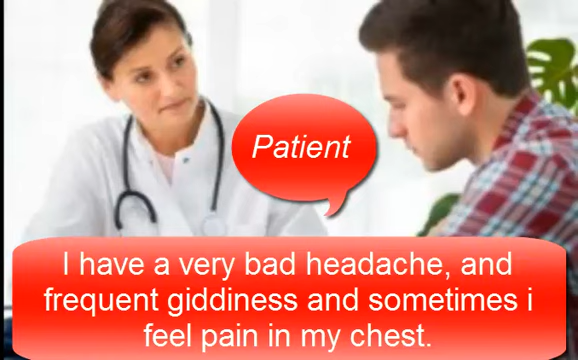 Patient
I have a very bad headache, and
frequent giddiness and sometimes i
feel pain in my chest.